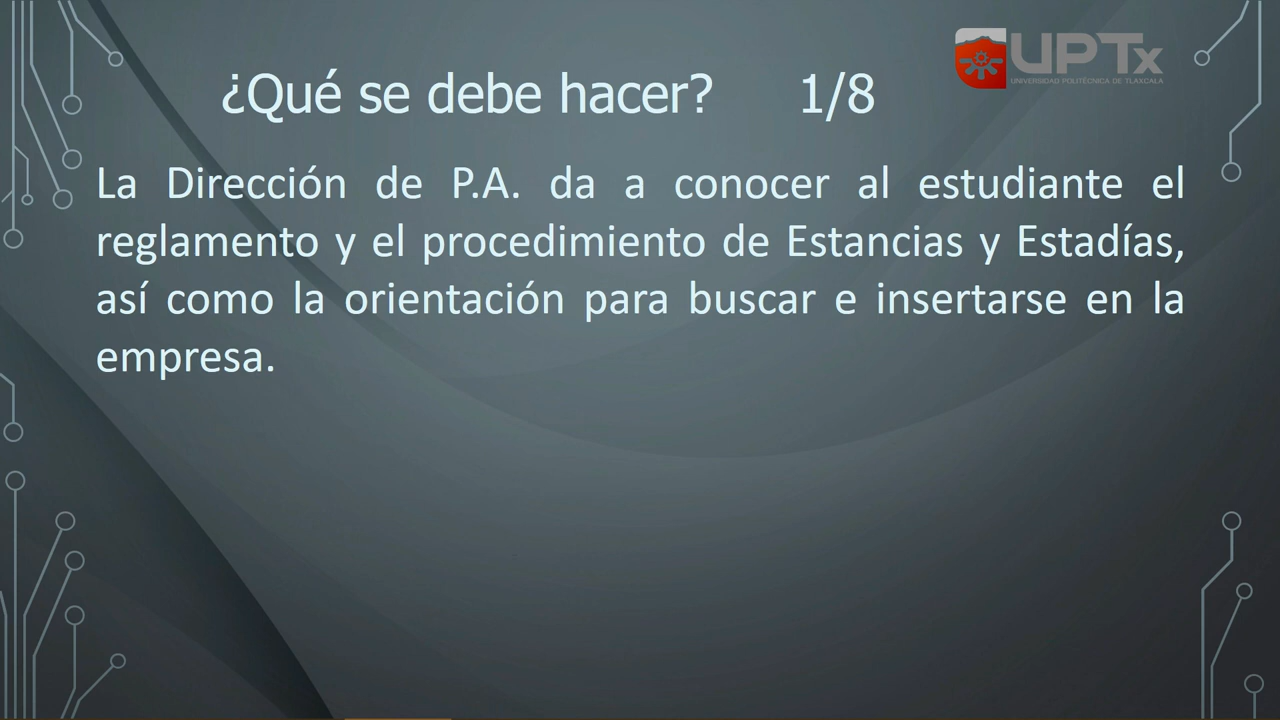 UPTx
UNIVERSIDAD POLITÉCNICA DE TLAXCALA
¿Qué se debe hacer? 1/8
La Dirección de P.A. da a conocer al estudiante el
reglamento y el procedimiento de Estancias y Estadías,
así como la orientación para buscar e insertarse en la
empresa.